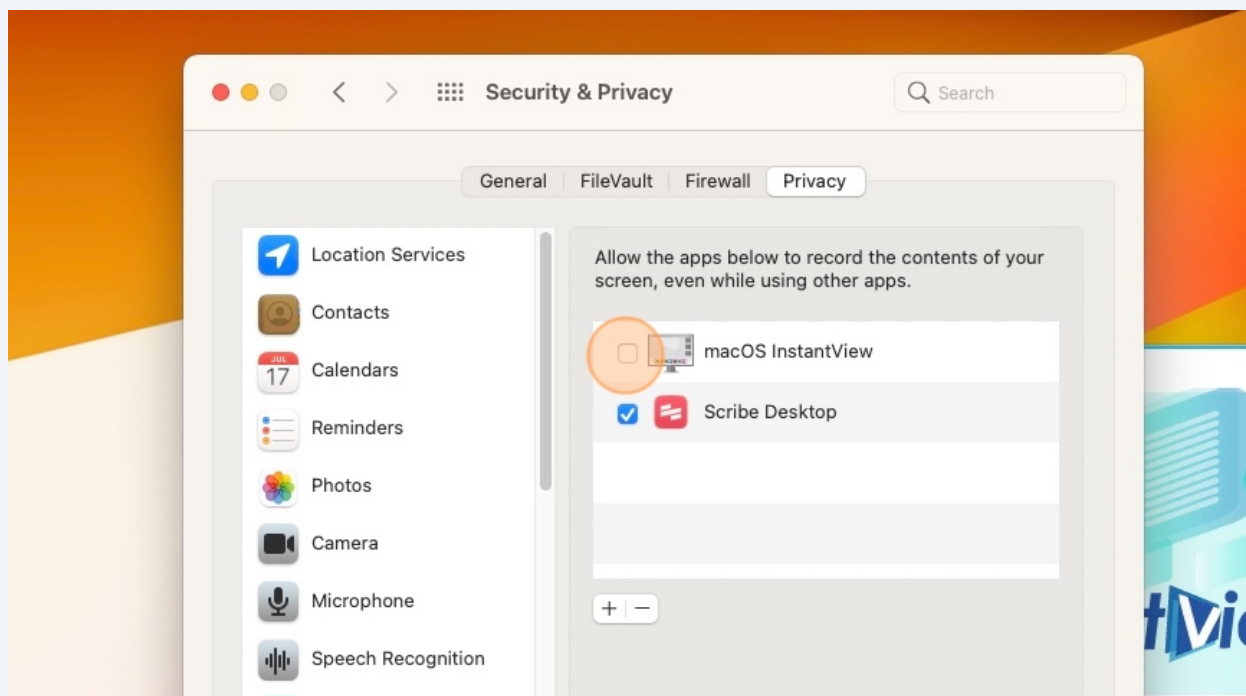 Security & Privacy
Search
General FileVault Firewall Privacy
Location Services
Contacts
JUL
17
Calendars
Reminders
Photos
Camera
Microphone
Speech Recognition
Allow the apps below to record the contents of your
screen, even while using other apps.
macOS InstantView
Scribe Desktop
+ −